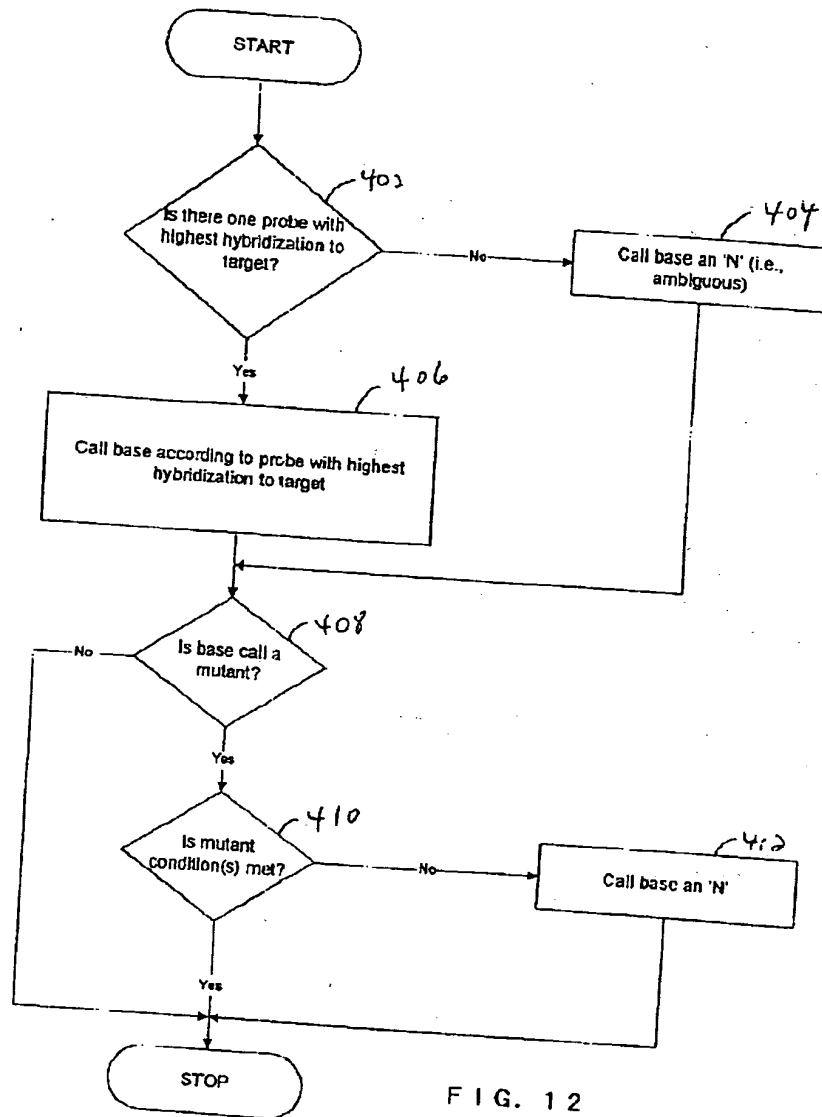 START
402
Is there one probe with
highest hybridization to
target?
No
404
Call base an 'N' (i.e.,
ambiguous)
Yes
406
Call base according to probe with highest
hybridization to target
408
Is base call a
mutant?
No
Yes
410
Is mutant
condition(s) met?
No
412
Call base an 'N'
Yes
STOP
FIG. 12